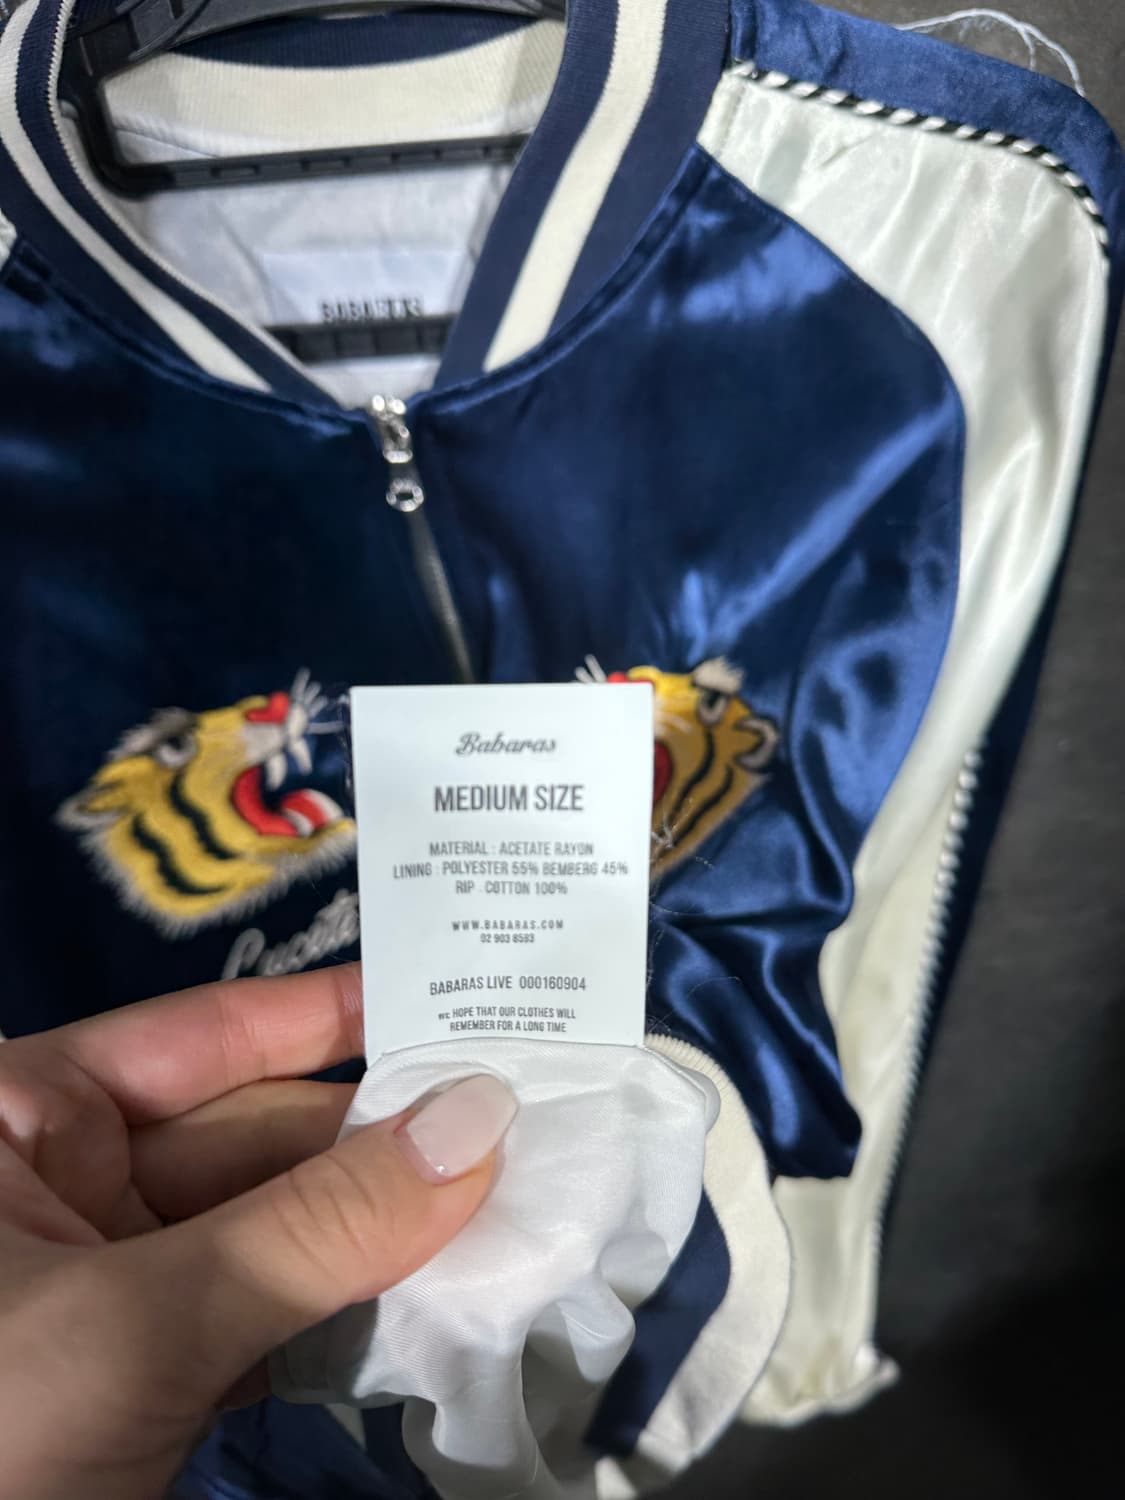 Babaras
MEDIUM SIZE
MATERIAL : ACETATE RAYON
LINING : POLYESTER 55% BEMBERG 45%
RIP : COTTON 100%
WWW.BABARAS.COM
02 903 8593
BABARAS LIVE 000160904
WE HOPE THAT OUR CLOTHES WILL
REMEMBER FOR A LONG TIME